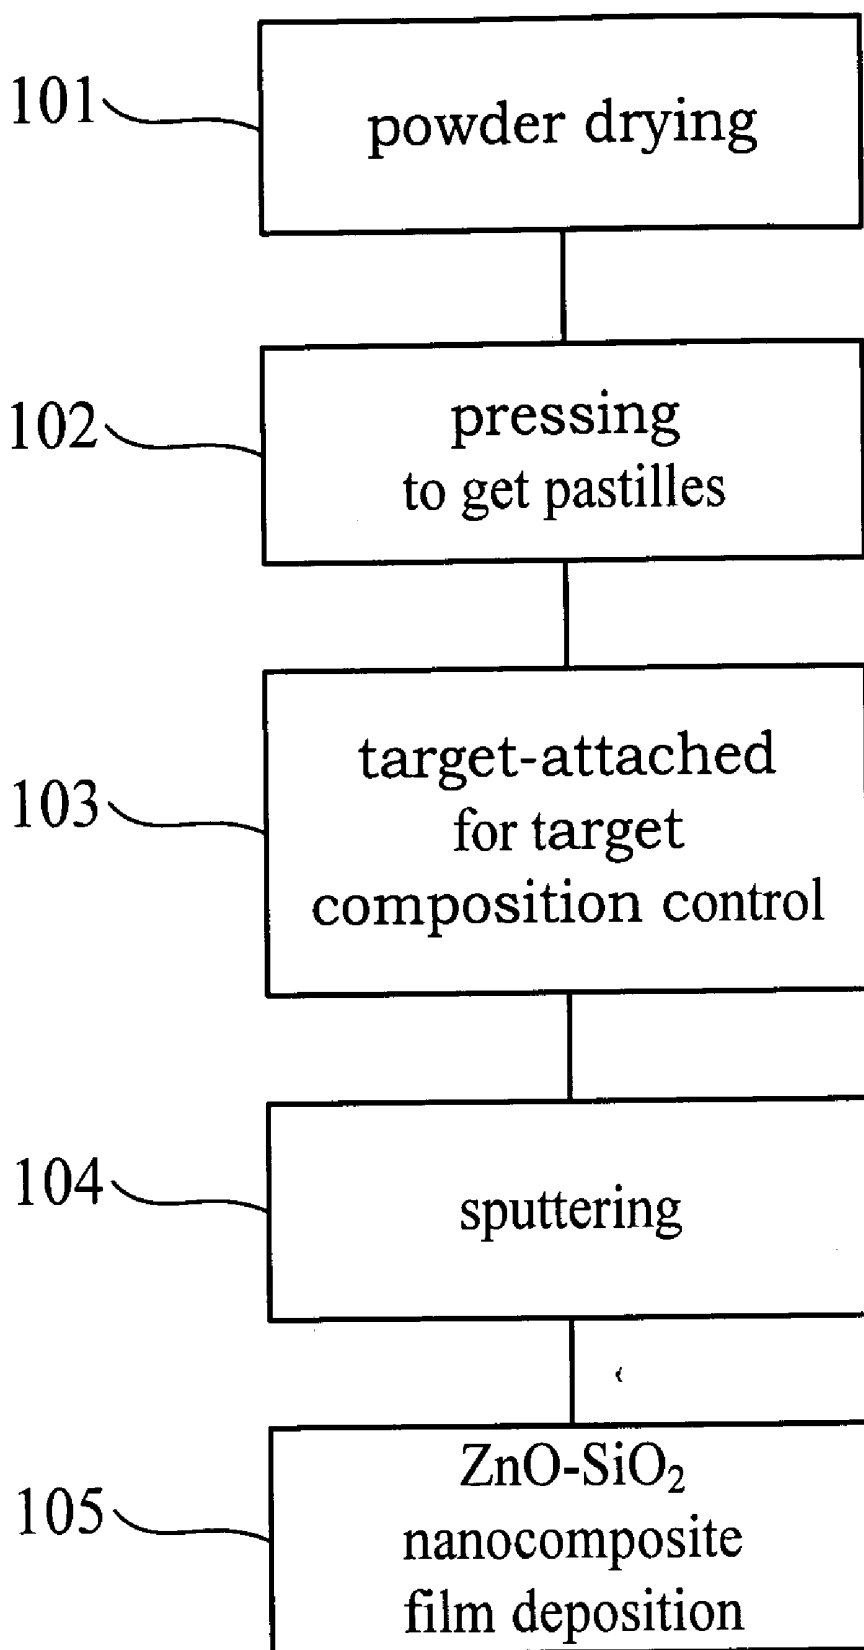 101
powder drying
102
pressing
to get pastilles
103
target-attached
for target
composition control
104
sputtering
105
ZnO-SiO₂
nanocomposite
film deposition